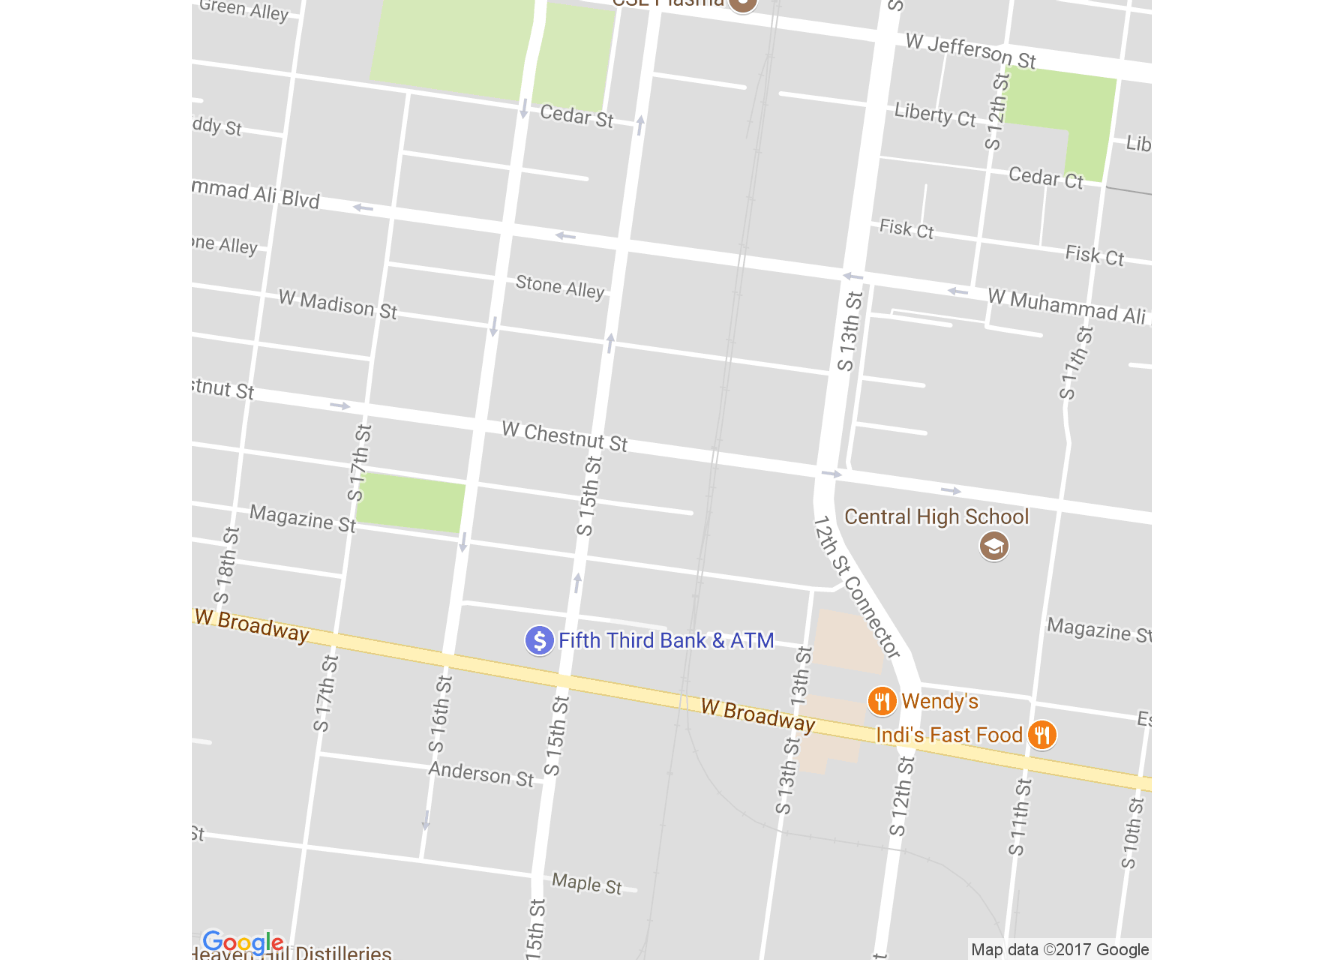 Green Alley
CSL Plasma
S
W Jefferson St
Cedar St
Liberty Ct
S 12th St
Lib
ddy St
Cedar Ct
mmad Ali Blvd
Fisk Ct
Fisk Ct
one Alley
Stone Alley
W Madison St
W Muhammad Ali
S 13th St
S 11th St
stnut St
W Chestnut St
S 17th St
S 15th St
Magazine St
Central High School
12th St Connector
S 18th St
W Broadway
Fifth Third Bank & ATM
Magazine St
S 17th St
S 16th St
13th St
Wendy's
W Broadway
Indi's Fast Food
Es
S 15th St
Anderson St
S 13th St
S 12th St
S 11th St
S 10th St
St
Maple St
15th St
t
Google
Heaven Hill Distilleries
Map data ©2017 Google